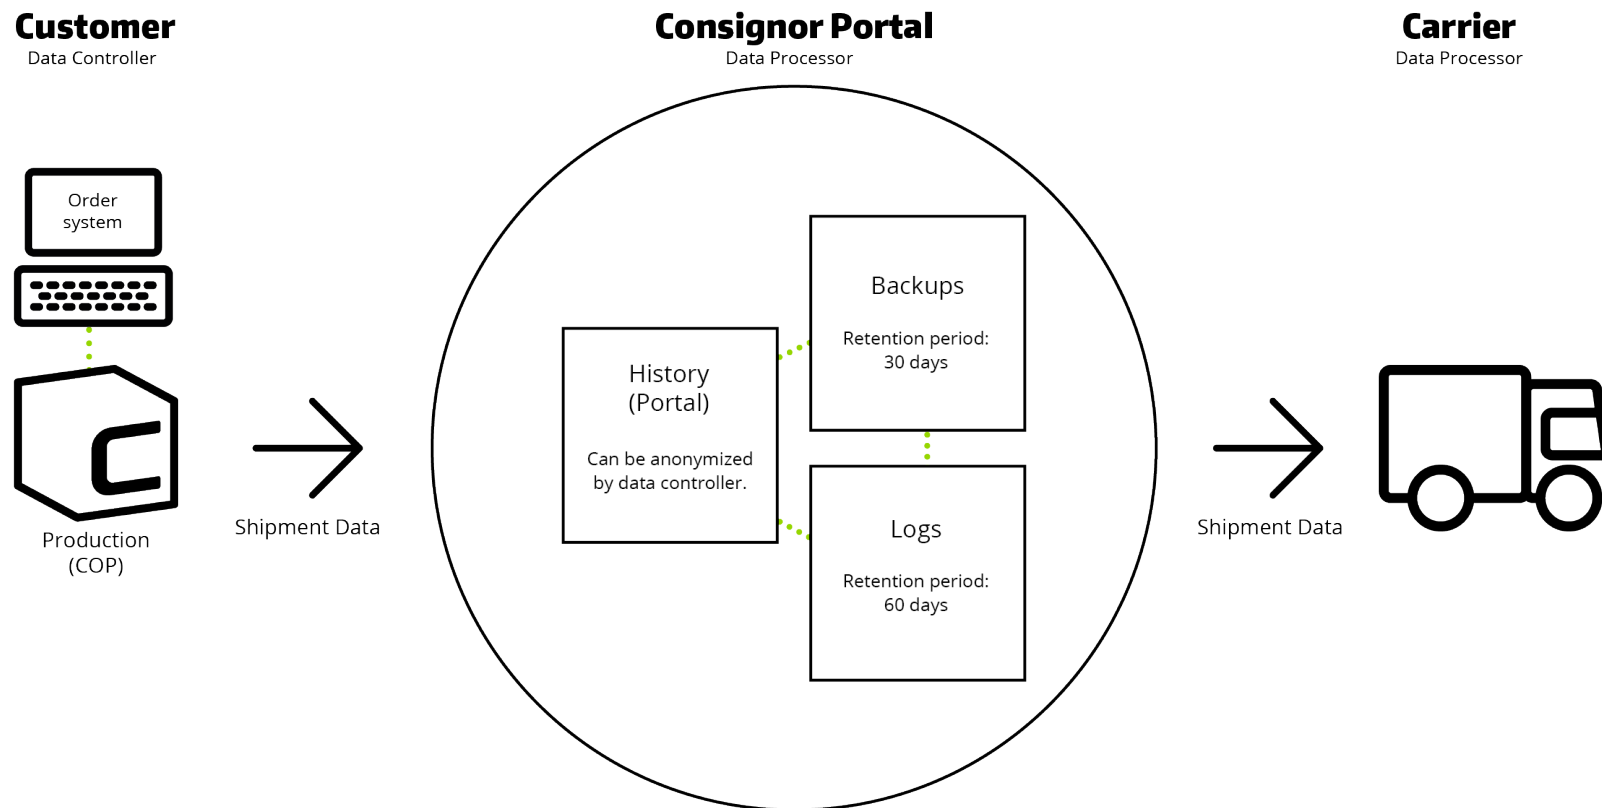 Customer
Data Controller
Order
system
Production
(COP)
Shipment Data
Consignor Portal
Data Processor
History
(Portal)
Can be anonymized
by data controller.
Backups
Retention period:
30 days
Logs
Retention period:
60 days
Shipment Data
Carrier
Data Processor